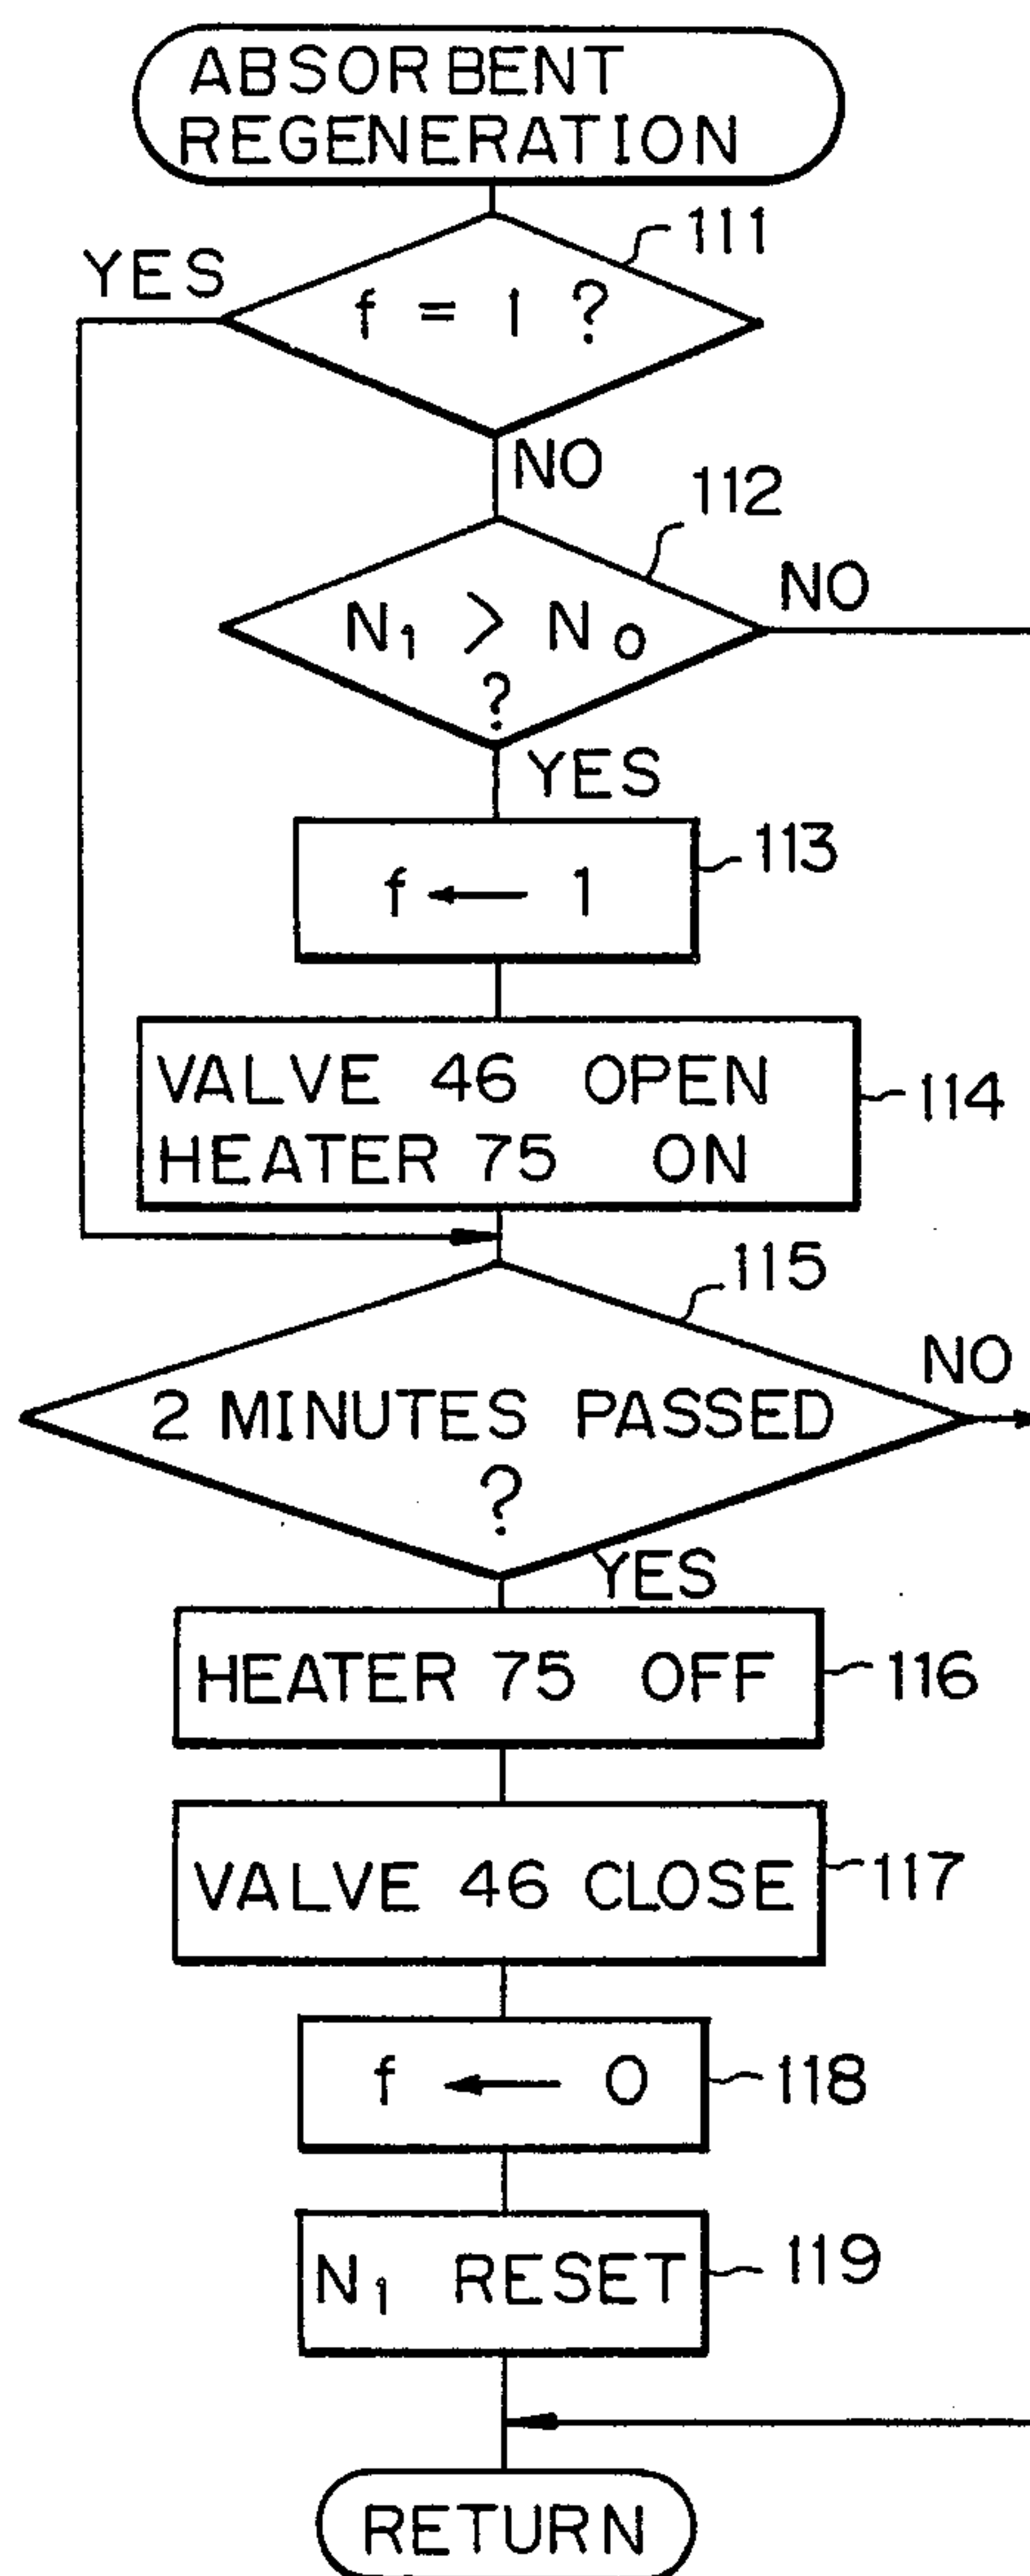 ABSORBENT
REGENERATION
111
YES
f = 1 ?
NO
112
N₁ > N₀
?
NO
YES
113
f ← 1
VALVE 46 OPEN
HEATER 75 ON
114
115
2 MINUTES PASSED
?
NO
YES
HEATER 75 OFF
116
VALVE 46 CLOSE
117
f ← 0
118
N₁ RESET
119
RETURN